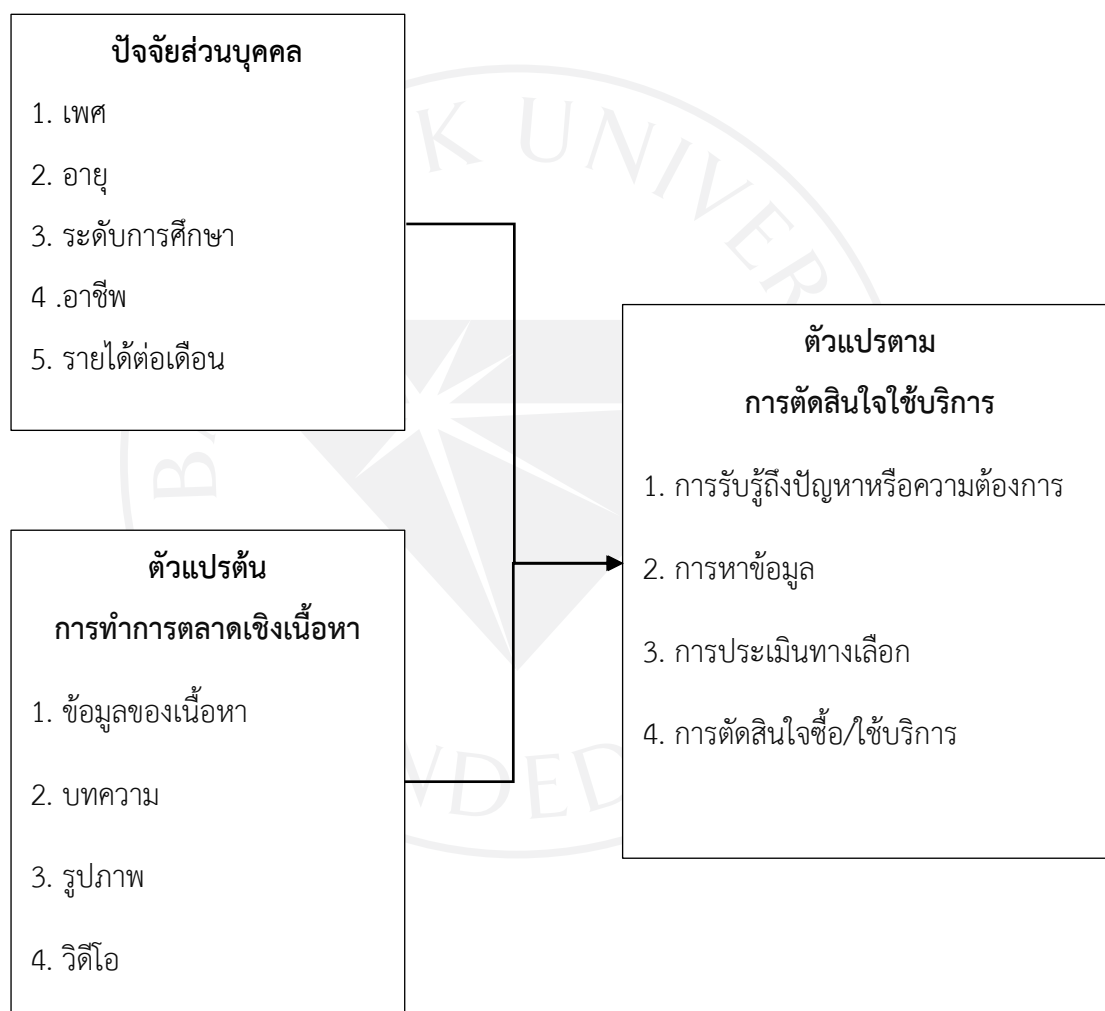 ปัจจัยส่วนบุคคล
1. เพศ
2. อายุ
3. ระดับการศึกษา
4 .อาชีพ
5. รายได้ต่อเดือน
ตัวแปรต้น
การทำการตลาดเชิงเนื้อหา
1. ข้อมูลของเนื้อหา
2. บทความ
3. รูปภาพ
4. วิดีโอ
ตัวแปรตาม
การตัดสินใจใช้บริการ
1. การรับรู้ถึงปัญหาหรือความต้องการ
2. การหาข้อมูล
3. การประเมินทางเลือก
4. การตัดสินใจซื้อ/ใช้บริการ